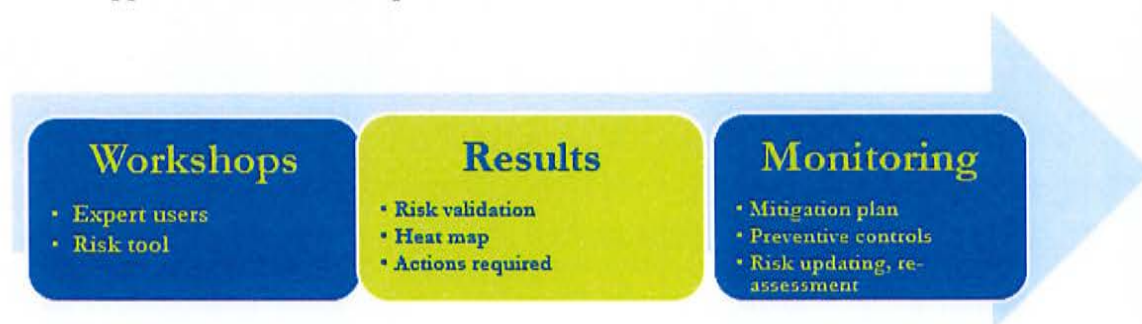 Workshops
• Expert users
• Risk tool
Results
• Risk validation
• Heat map
• Actions required
Monitoring
• Mitigation plan
• Preventive controls
• Risk updating, re-
assessment